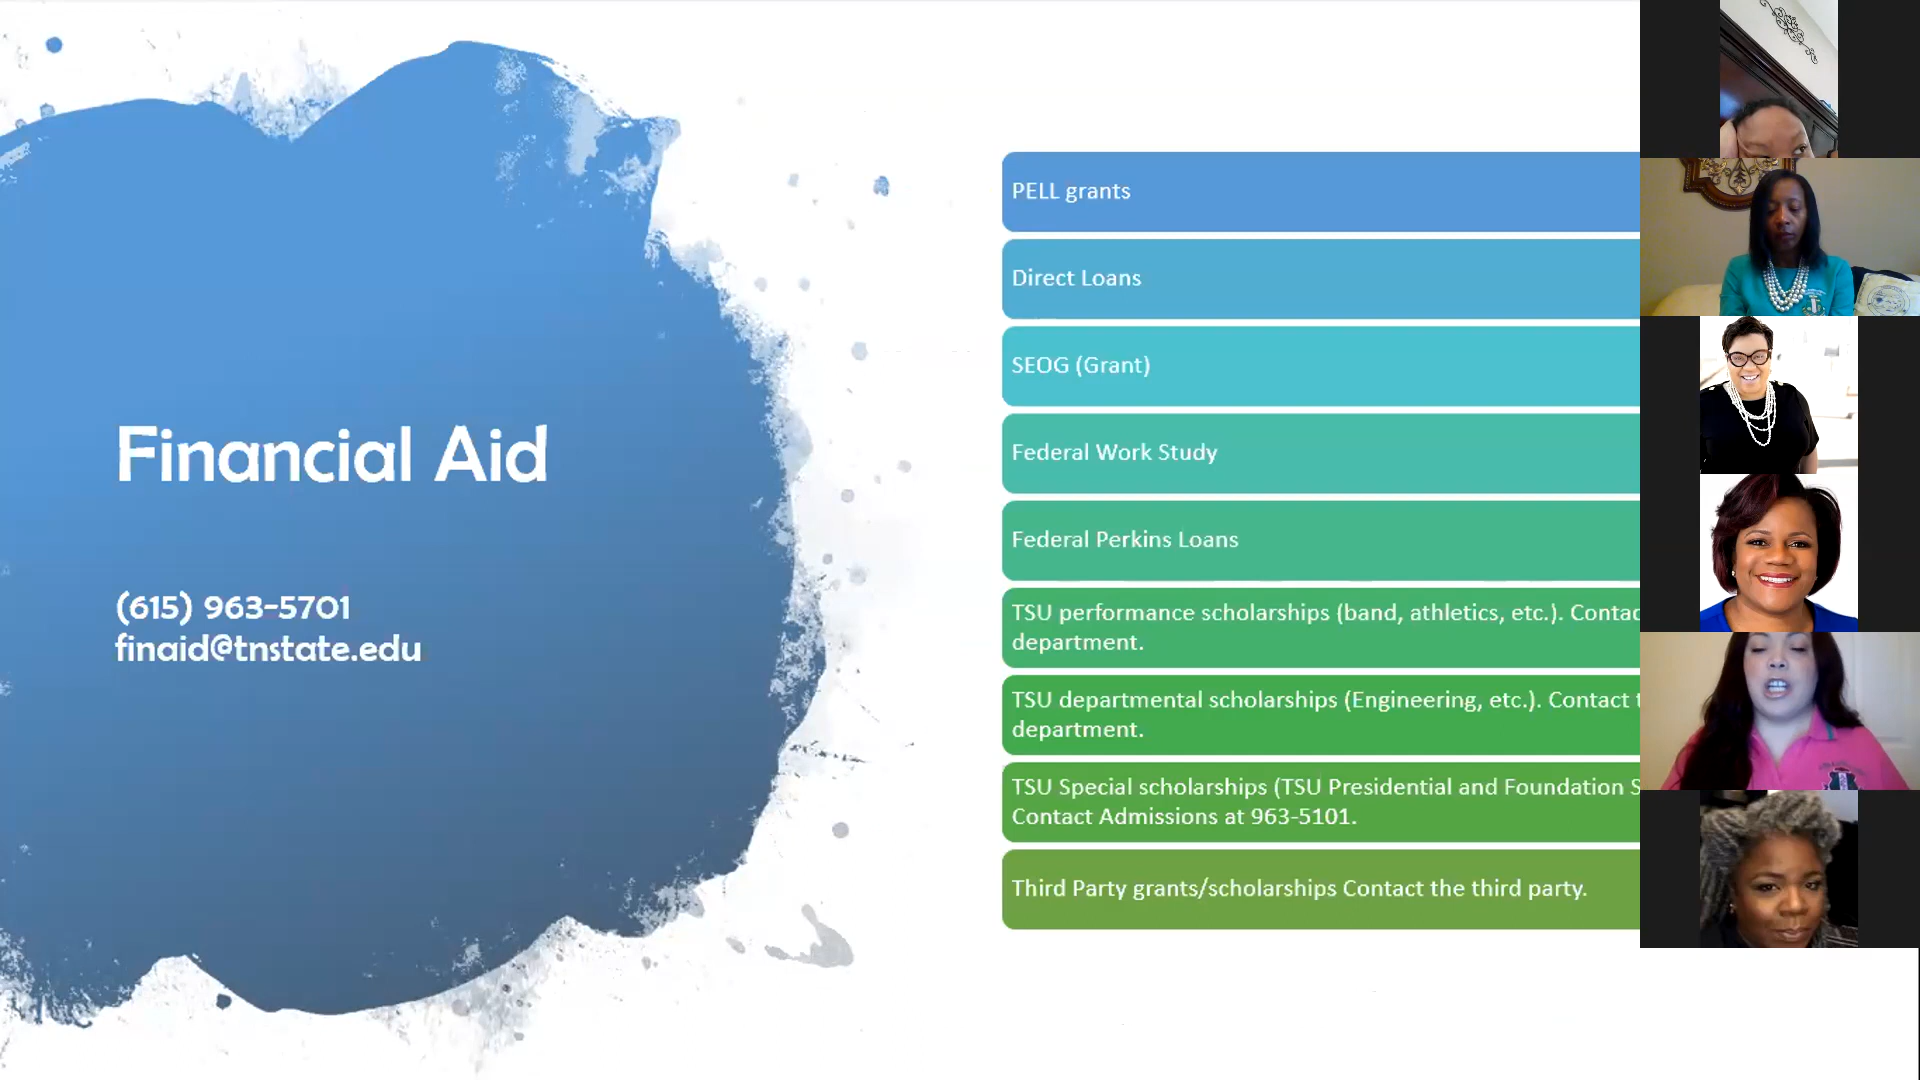 Financial Aid
(615) 963-5701
finaid@tnstate.edu
PELL grants
Direct Loans
SEOG (Grant)
Federal Work Study
Federal Perkins Loans
TSU performance scholarships (band, athletics, etc.). Contac
department.
TSU departmental scholarships (Engineering, etc.). Contact t
department.
TSU Special scholarships (TSU Presidential and Foundation S
Contact Admissions at 963-5101.
Third Party grants/scholarships Contact the third party.